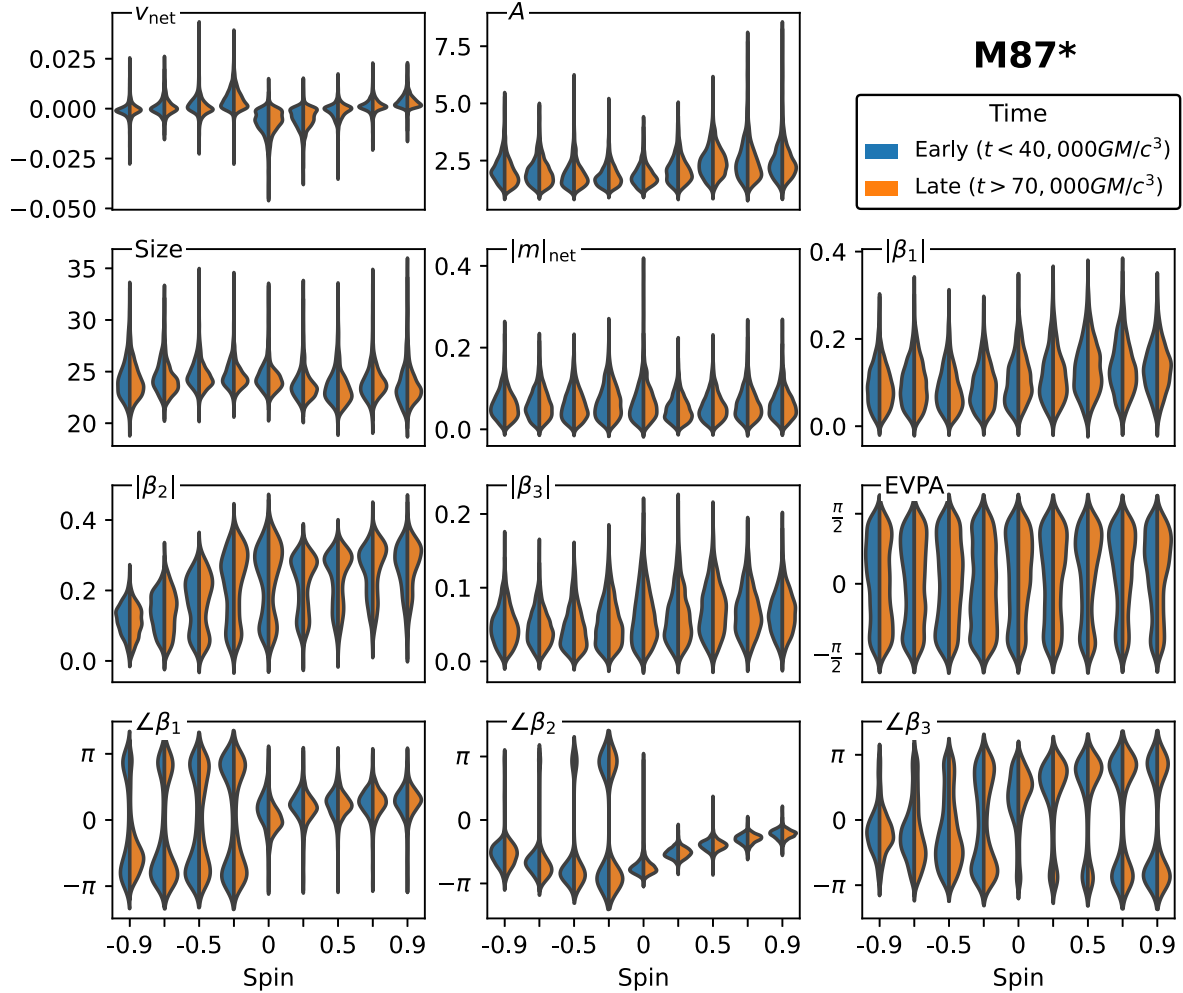 v_net
A
M87*
0.025
0.000
−0.025
−0.050
7.5
5.0
2.5
Time
Early (t < 40, 000GM/c³)
Late (t > 70, 000GM/c³)
Size
|m|_net
|β₁|
35
30
25
20
0.4
0.2
0.0
0.4
0.2
0.0
|β₂|
|β₃|
EVPA
0.4
0.2
0.0
0.2
0.1
0.0
π/2
0
−π/2
∠β₁
∠β₂
∠β₃
π
0
−π
π
0
−π
π
0
−π
-0.9 -0.5 0 0.5 0.9
-0.9 -0.5 0 0.5 0.9
-0.9 -0.5 0 0.5 0.9
Spin
Spin
Spin